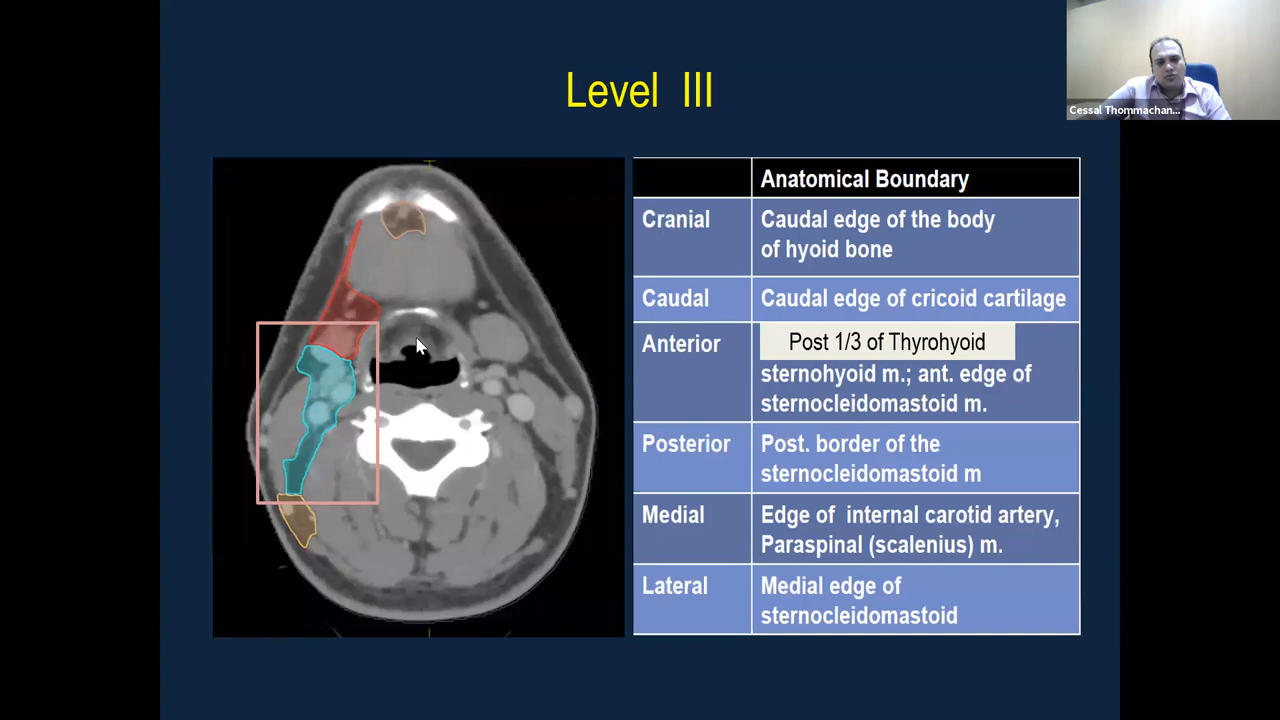 Cessal Thommachan...
Level III
Anatomical Boundary
Cranial
Caudal edge of the body
of hyoid bone
Caudal
Caudal edge of cricoid cartilage
Anterior
Post 1/3 of Thyrohyoid
sternohyoid m.; ant. edge of
sternocleidomastoid m.
Posterior
Post. border of the
sternocleidomastoid m
Medial
Edge of internal carotid artery,
Paraspinal (scalenius) m.
Lateral
Medial edge of
sternocleidomastoid